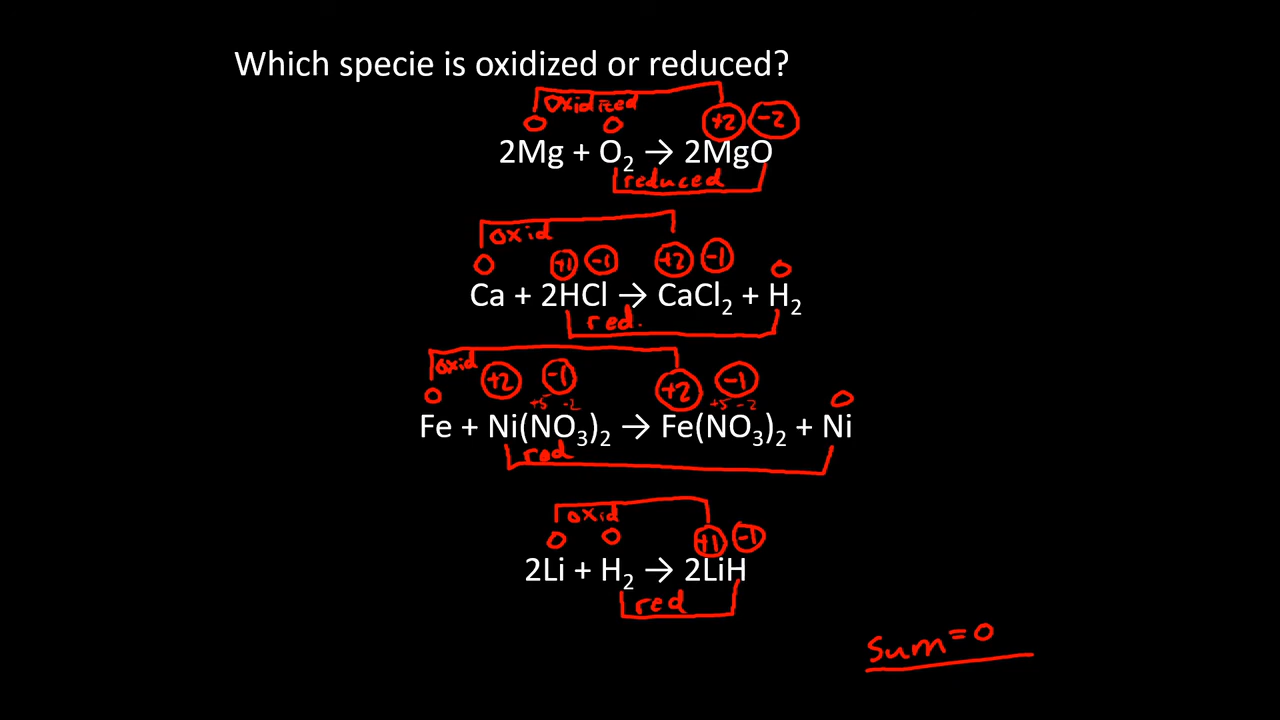 Which specie is oxidized or reduced?
oxidized
0 0 +2 -2
2Mg + O₂ → 2MgO
reduced
oxid
0 +1 -1 +2 -1 0
Ca + 2HCl → CaCl₂ + H₂
red.
oxid
0 +2 -1 +2 -1 0
+5 -2 +5 -2
Fe + Ni(NO₃)₂ → Fe(NO₃)₂ + Ni
red
oxid
0 0 +1 -1
2Li + H₂ → 2LiH
red
Sum=0